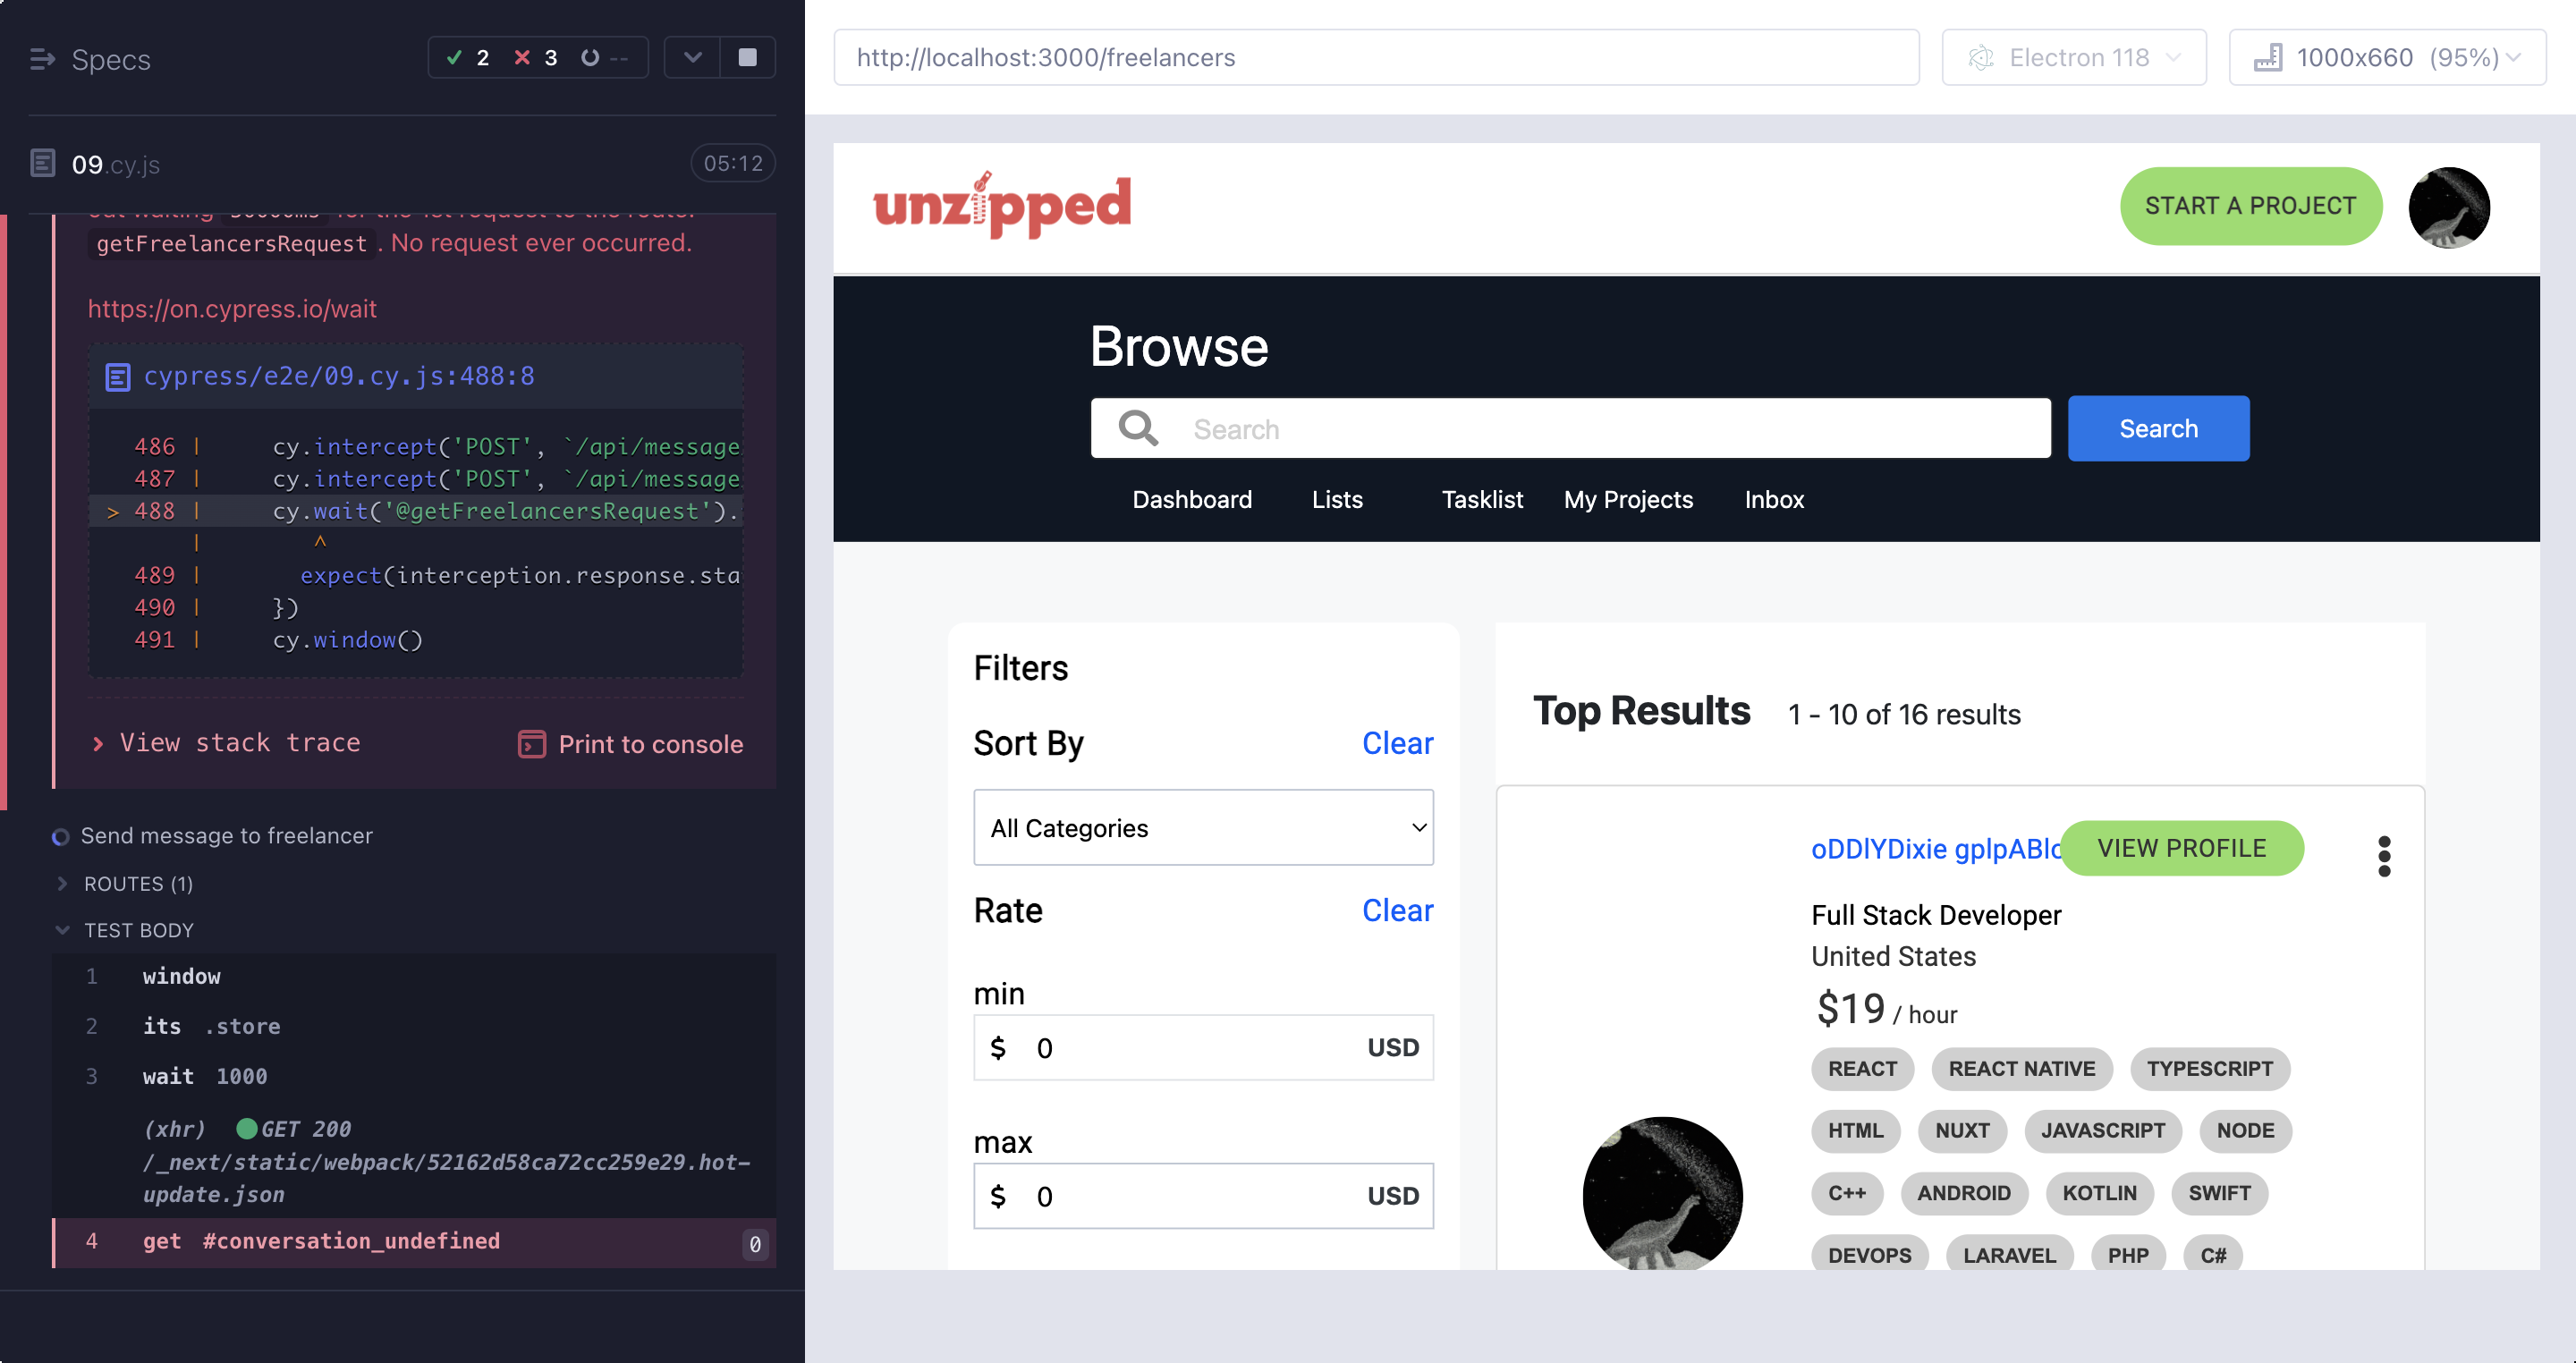 Specs
2
3
--
09.cy.js
05:12
getFreelancersRequest . No request ever occurred.
https://on.cypress.io/wait
cypress/e2e/09.cy.js:488:8
486 | cy.intercept('POST', `/api/message
487 | cy.intercept('POST', `/api/message
> 488 | cy.wait('@getFreelancersRequest').
| ^
489 | expect(interception.response.sta
490 | })
491 | cy.window()
View stack trace
Print to console
Send message to freelancer
ROUTES (1)
TEST BODY
1 window
2 its .store
3 wait 1000
(xhr) GET 200
/_next/static/webpack/52162d58ca72cc259e29.hot-
update.json
4 get #conversation_undefined 0
http://localhost:3000/freelancers
Electron 118
1000x660 (95%)
unzipped
START A PROJECT
Browse
Search
Search
Dashboard Lists Tasklist My Projects Inbox
Filters
Sort By Clear
All Categories
Rate Clear
min
$ 0 USD
max
$ 0 USD
Top Results 1 - 10 of 16 results
VIEW PROFILE
Full Stack Developer
United States
$19 / hour
REACT REACT NATIVE TYPESCRIPT
HTML NUXT JAVASCRIPT NODE
C++ ANDROID KOTLIN SWIFT
DEVOPS LARAVEL PHP C#